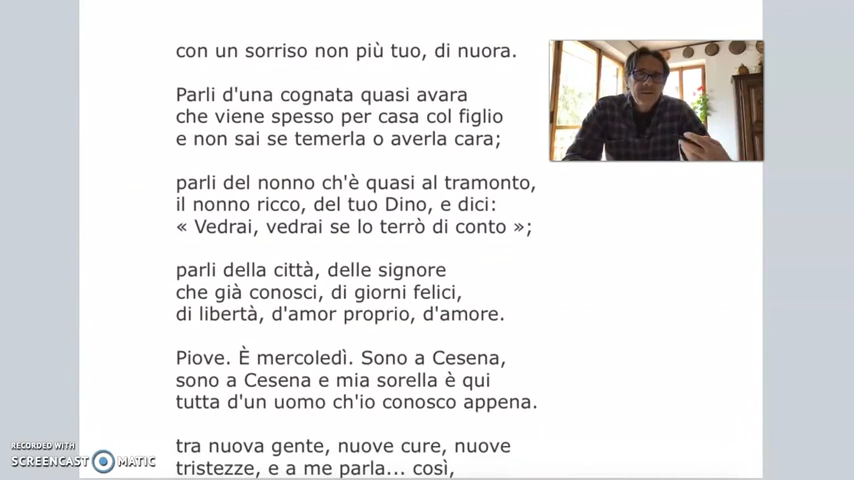 con un sorriso non più tuo, di nuora.
Parli d'una cognata quasi avara
che viene spesso per casa col figlio
e non sai se temerla o averla cara;
parli del nonno ch'è quasi al tramonto,
il nonno ricco, del tuo Dino, e dici:
« Vedrai, vedrai se lo terrò di conto »;
parli della città, delle signore
che già conosci, di giorni felici,
di libertà, d'amor proprio, d'amore.
Piove. È mercoledì. Sono a Cesena,
sono a Cesena e mia sorella è qui
tutta d'un uomo ch'io conosco appena.
tra nuova gente, nuove cure, nuove
tristezze, e a me parla... così,
RECORDED WITH
SCREENCAST MATIC